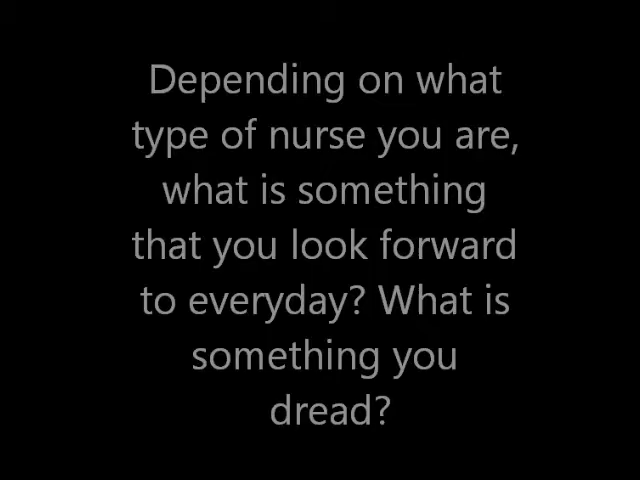 Depending on what
type of nurse you are,
what is something
that you look forward
to everyday? What is
something you
dread?